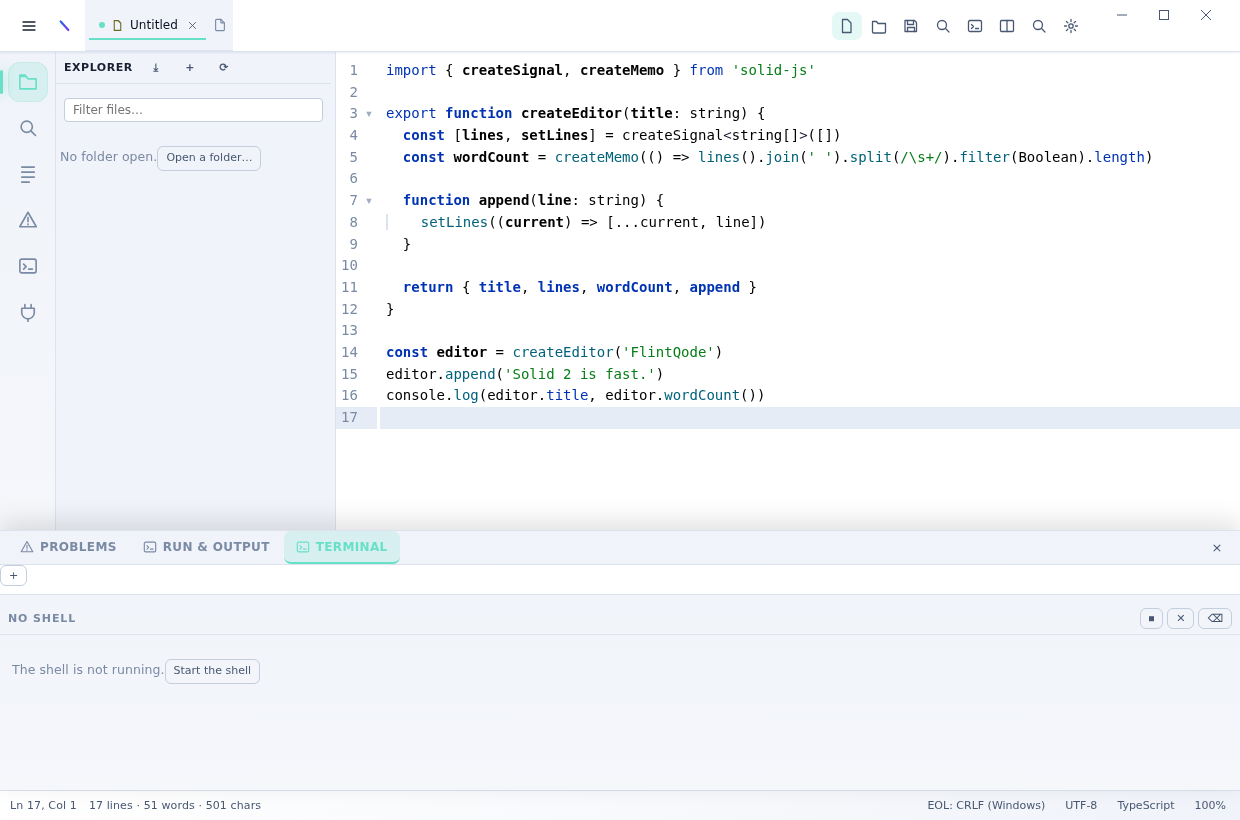 Untitled
EXPLORER
Filter files...
No folder open. Open a folder...
1 import { createSignal, createMemo } from 'solid-js'
2
3 export function createEditor(title: string) {
4   const [lines, setLines] = createSignal<string[]>([])
5   const wordCount = createMemo(() => lines().join(' ').split(/\s+/).filter(Boolean).length)
6
7   function append(line: string) {
8     setLines((current) => [...current, line])
9   }
10
11   return { title, lines, wordCount, append }
12 }
13
14 const editor = createEditor('FlintQode')
15 editor.append('Solid 2 is fast.')
16 console.log(editor.title, editor.wordCount())
17
PROBLEMS RUN & OUTPUT TERMINAL
+
NO SHELL
The shell is not running. Start the shell
Ln 17, Col 1 17 lines · 51 words · 501 chars EOL: CRLF (Windows) UTF-8 TypeScript 100%